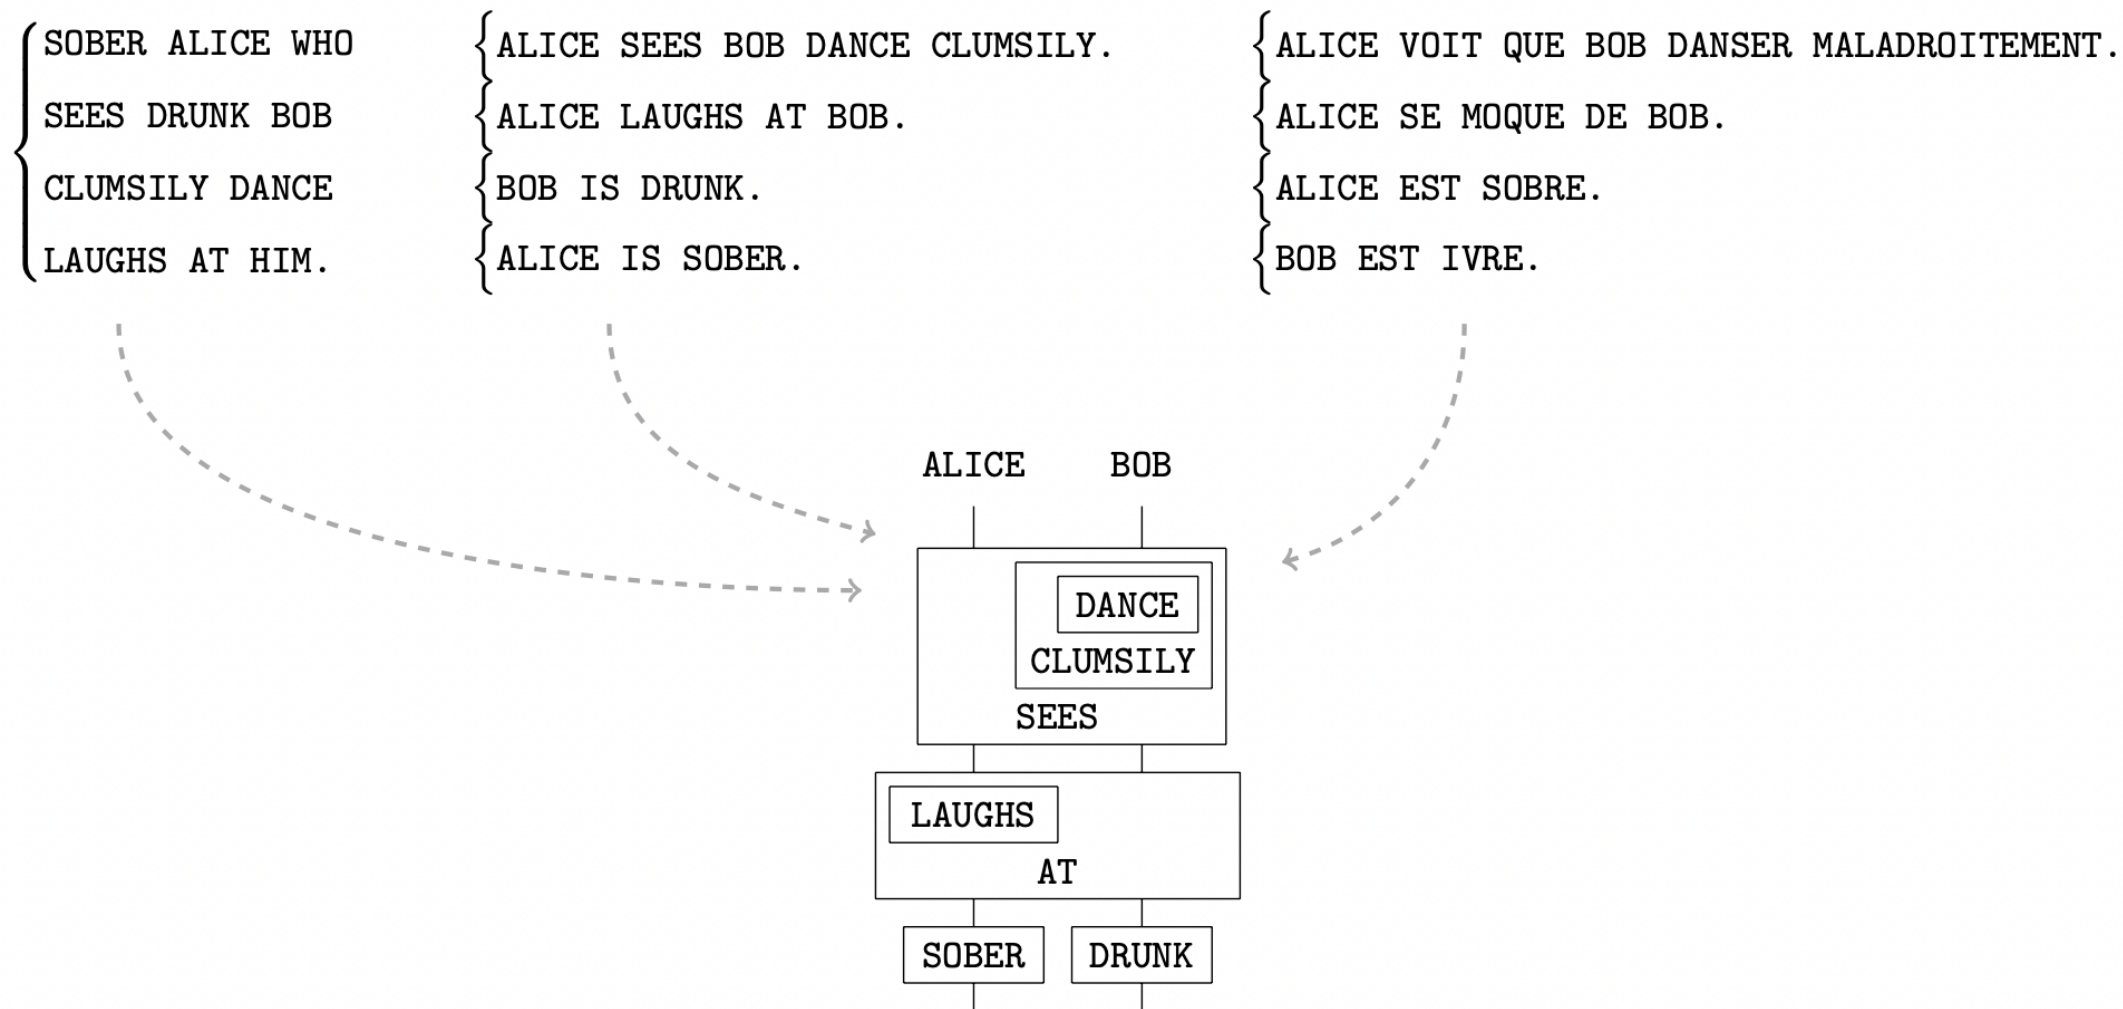 SOBER ALICE WHO
SEES DRUNK BOB
CLUMSILY DANCE
LAUGHS AT HIM.
ALICE SEES BOB DANCE CLUMSILY.
ALICE LAUGHS AT BOB.
BOB IS DRUNK.
ALICE IS SOBER.
ALICE VOIT QUE BOB DANSER MALADROITEMENT.
ALICE SE MOQUE DE BOB.
ALICE EST SOBRE.
BOB EST IVRE.
ALICE BOB
DANCE
CLUMSILY
SEES
LAUGHS
AT
SOBER DRUNK